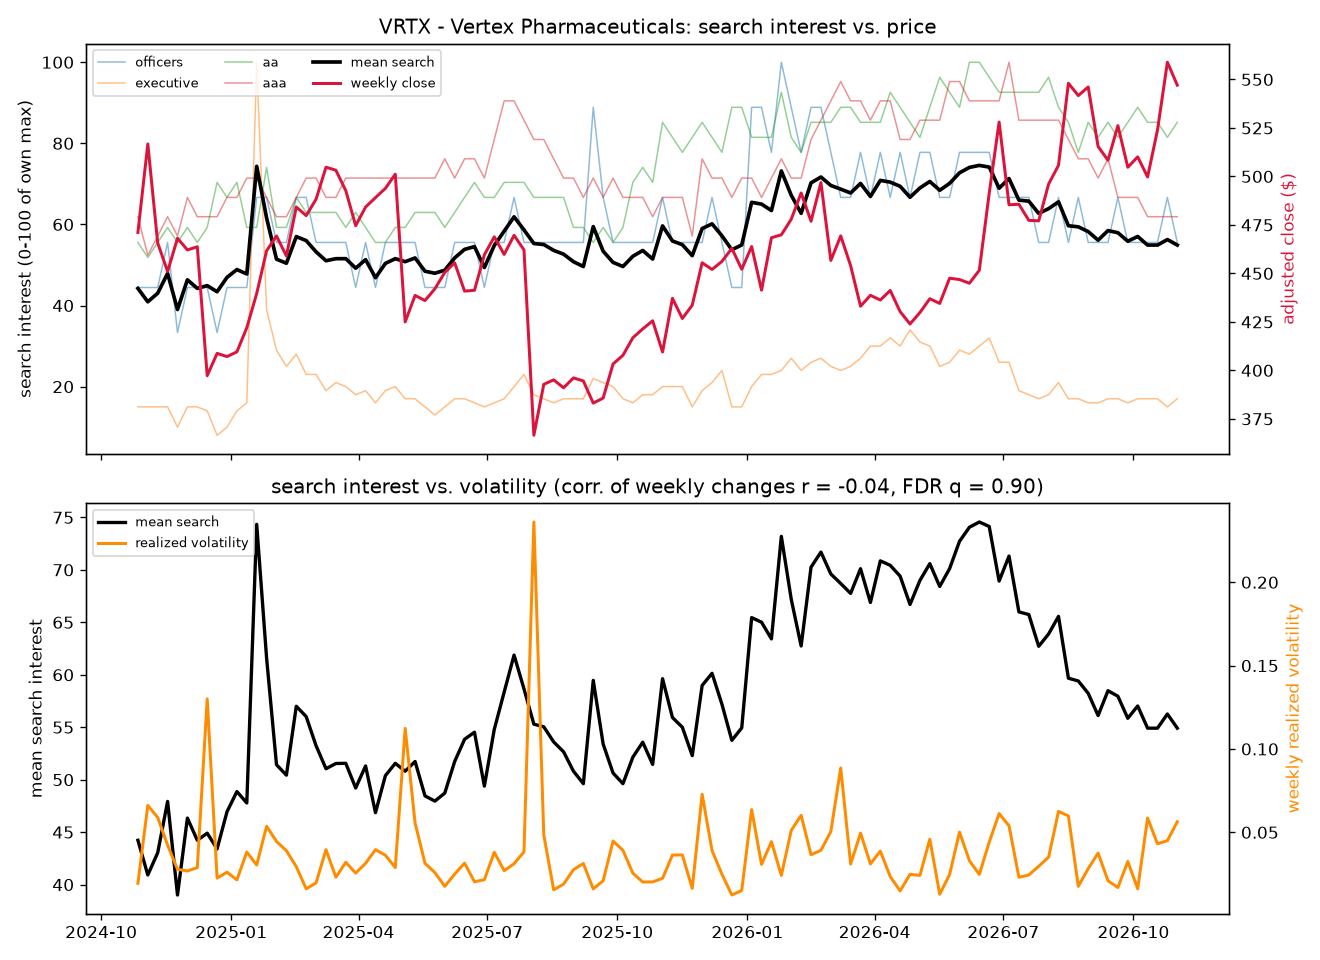 VRTX - Vertex Pharmaceuticals: search interest vs. price
officers
executive
aa
aaa
mean search
weekly close
search interest (0-100 of own max)
100
80
60
40
20
adjusted close ($)
550
525
500
475
450
425
400
375
search interest vs. volatility (corr. of weekly changes r = -0.04, FDR q = 0.90)
mean search
realized volatility
mean search interest
75
70
65
60
55
50
45
40
weekly realized volatility
0.20
0.15
0.10
0.05
2024-10
2025-01
2025-04
2025-07
2025-10
2026-01
2026-04
2026-07
2026-10